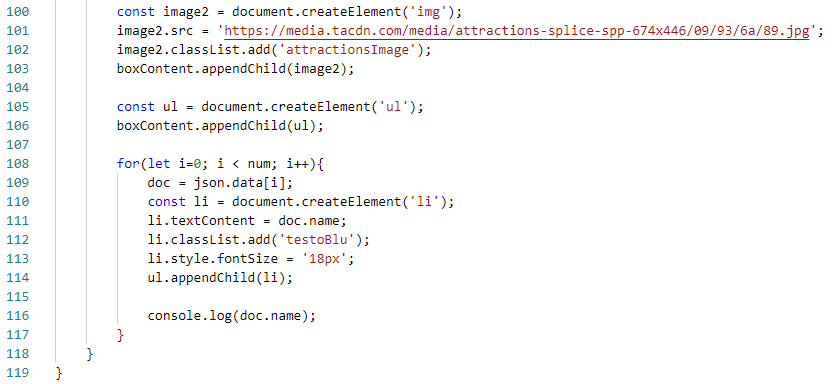 100 const image2 = document.createElement('img');
101 image2.src = 'https://media.tacdn.com/media/attractions-splice-spp-674x446/09/93/6a/89.jpg';
102 image2.classList.add('attractionsImage');
103 boxContent.appendChild(image2);
104
105 const ul = document.createElement('ul');
106 boxContent.appendChild(ul);
107
108 for(let i=0; i < num; i++){
109 doc = json.data[i];
110 const li = document.createElement('li');
111 li.textContent = doc.name;
112 li.classList.add('testoBlu');
113 li.style.fontSize = '18px';
114 ul.appendChild(li);
115
116 console.log(doc.name);
117 }
118 }
119 }